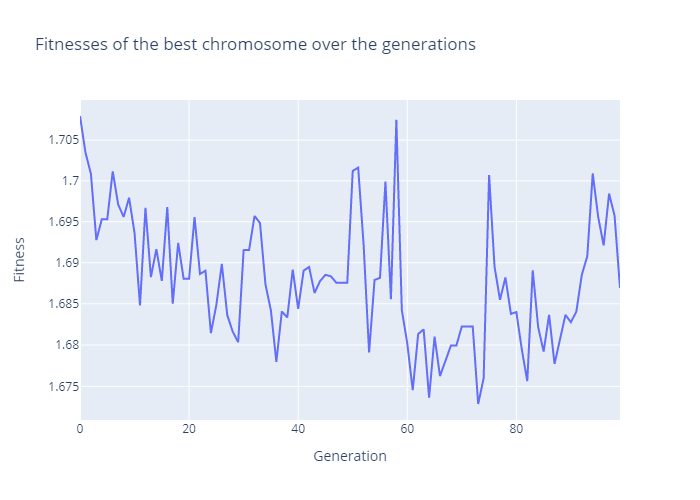 Fitnesses of the best chromosome over the generations
1.705
1.7
1.695
1.69
1.685
1.68
1.675
Fitness
0 20 40 60 80
Generation